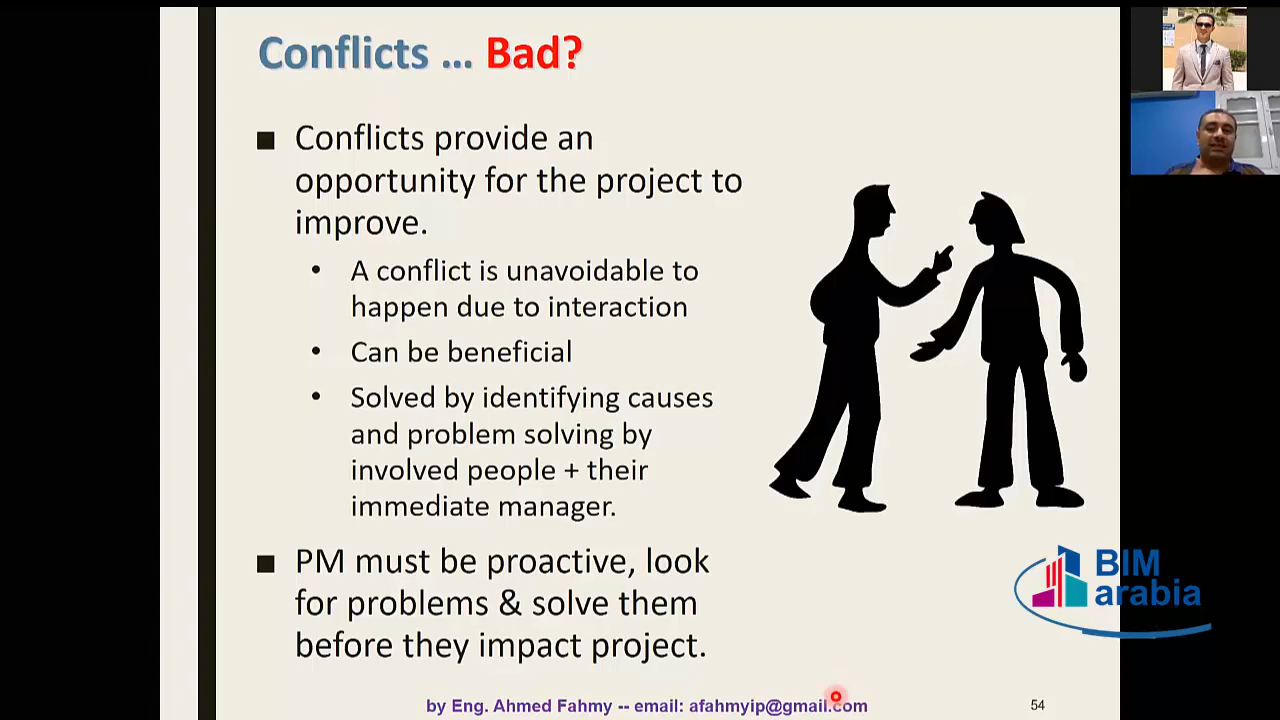 Conflicts ... Bad?
Conflicts provide an
opportunity for the project to
improve.
A conflict is unavoidable to
happen due to interaction
Can be beneficial
Solved by identifying causes
and problem solving by
involved people + their
immediate manager.
PM must be proactive, look
for problems & solve them
before they impact project.
BIM
arabia
by Eng. Ahmed Fahmy -- email: afahmyip@gmail.com
54